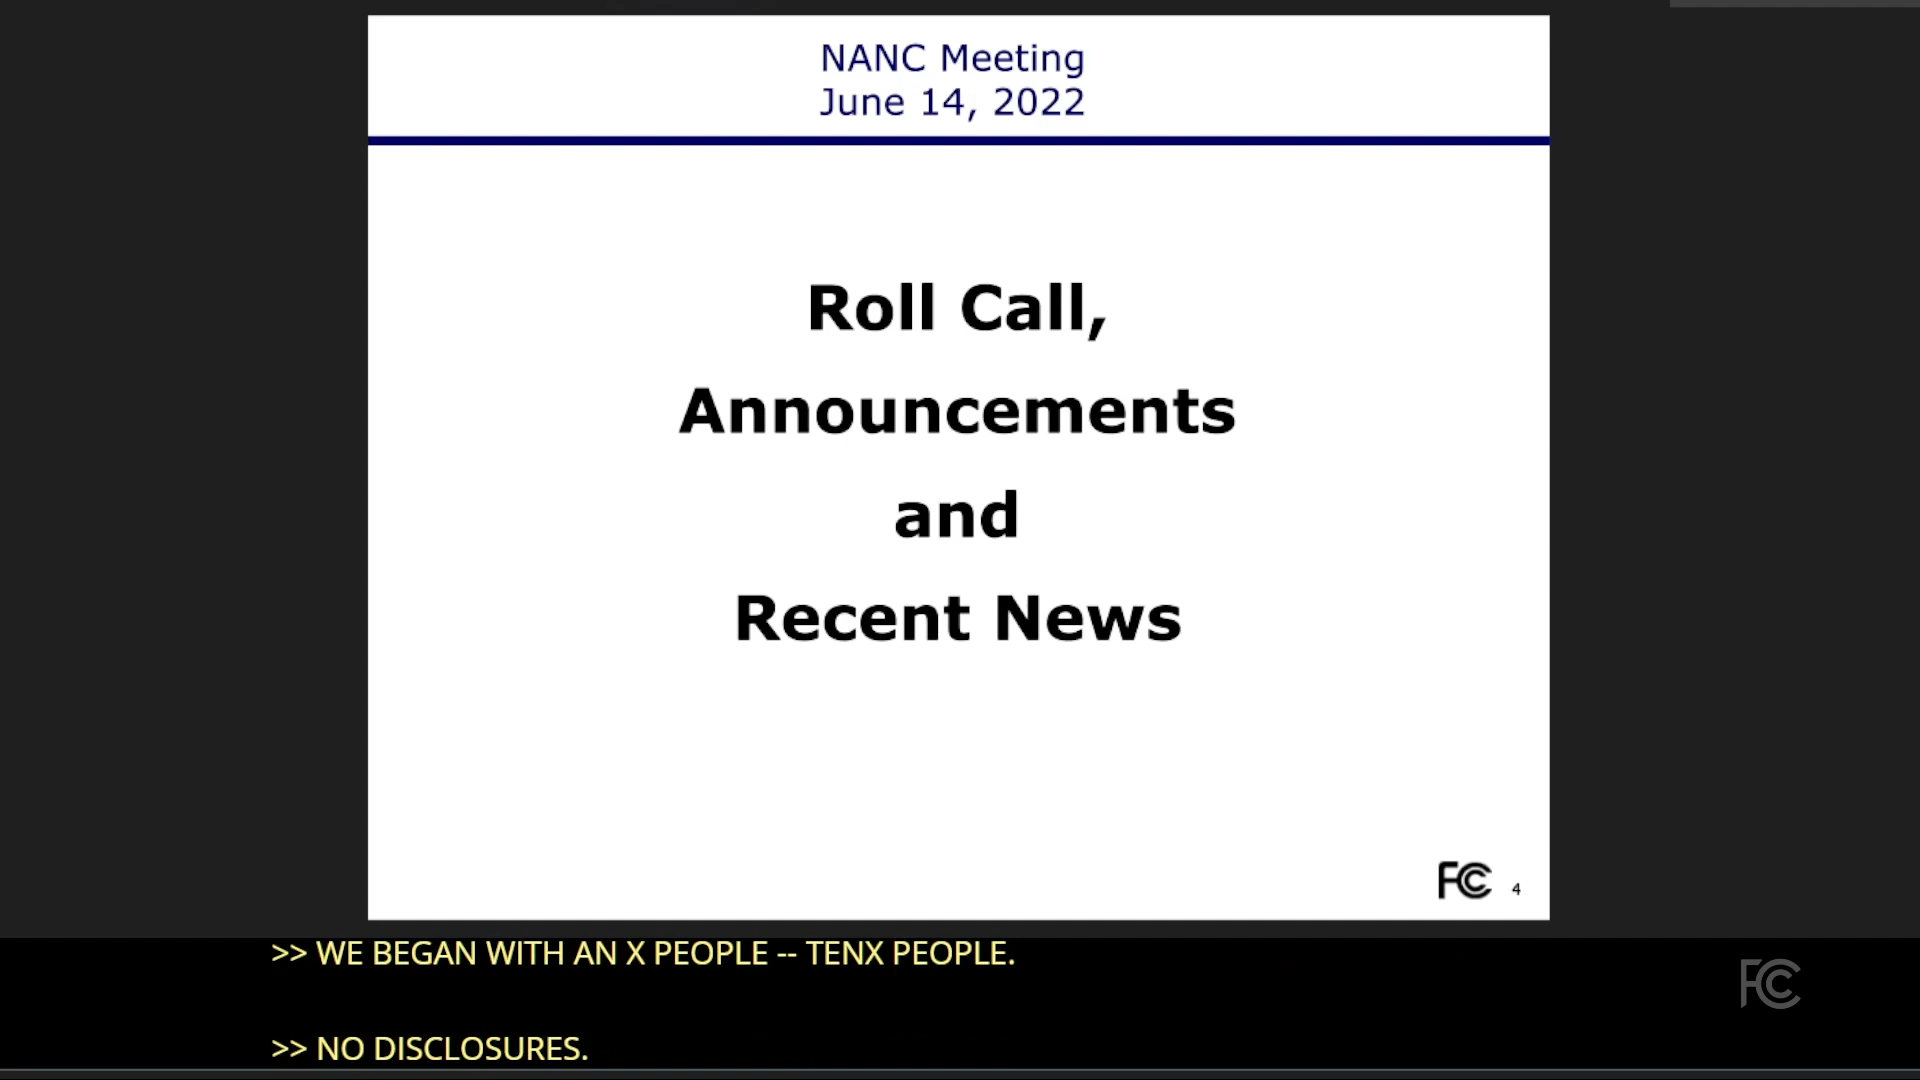 NANC Meeting
June 14, 2022
Roll Call,
Announcements
and
Recent News
FCC 4
>> WE BEGAN WITH AN X PEOPLE -- TENX PEOPLE.
FCC
>> NO DISCLOSURES.